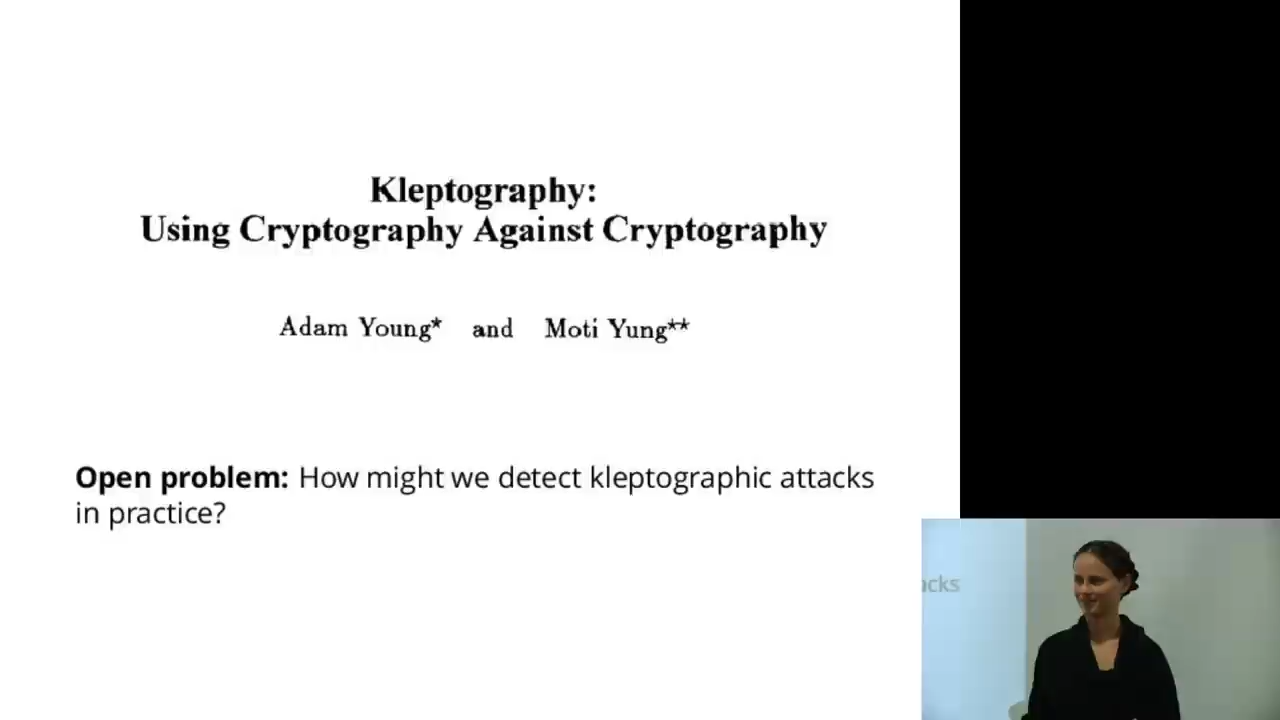 Kleptography:
Using Cryptography Against Cryptography
Adam Young* and Moti Yung**
Open problem: How might we detect kleptographic attacks
in practice?
acks